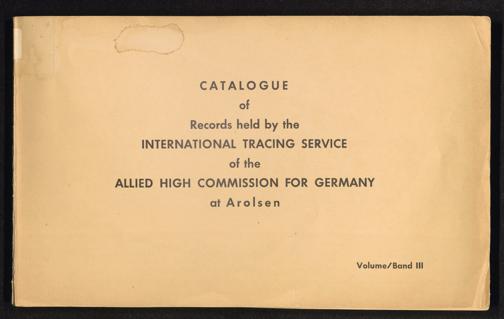 CATALOGUE
of
Records held by the
INTERNATIONAL TRACING SERVICE
of the
ALLIED HIGH COMMISSION FOR GERMANY
at Arolsen
Volume/Band III